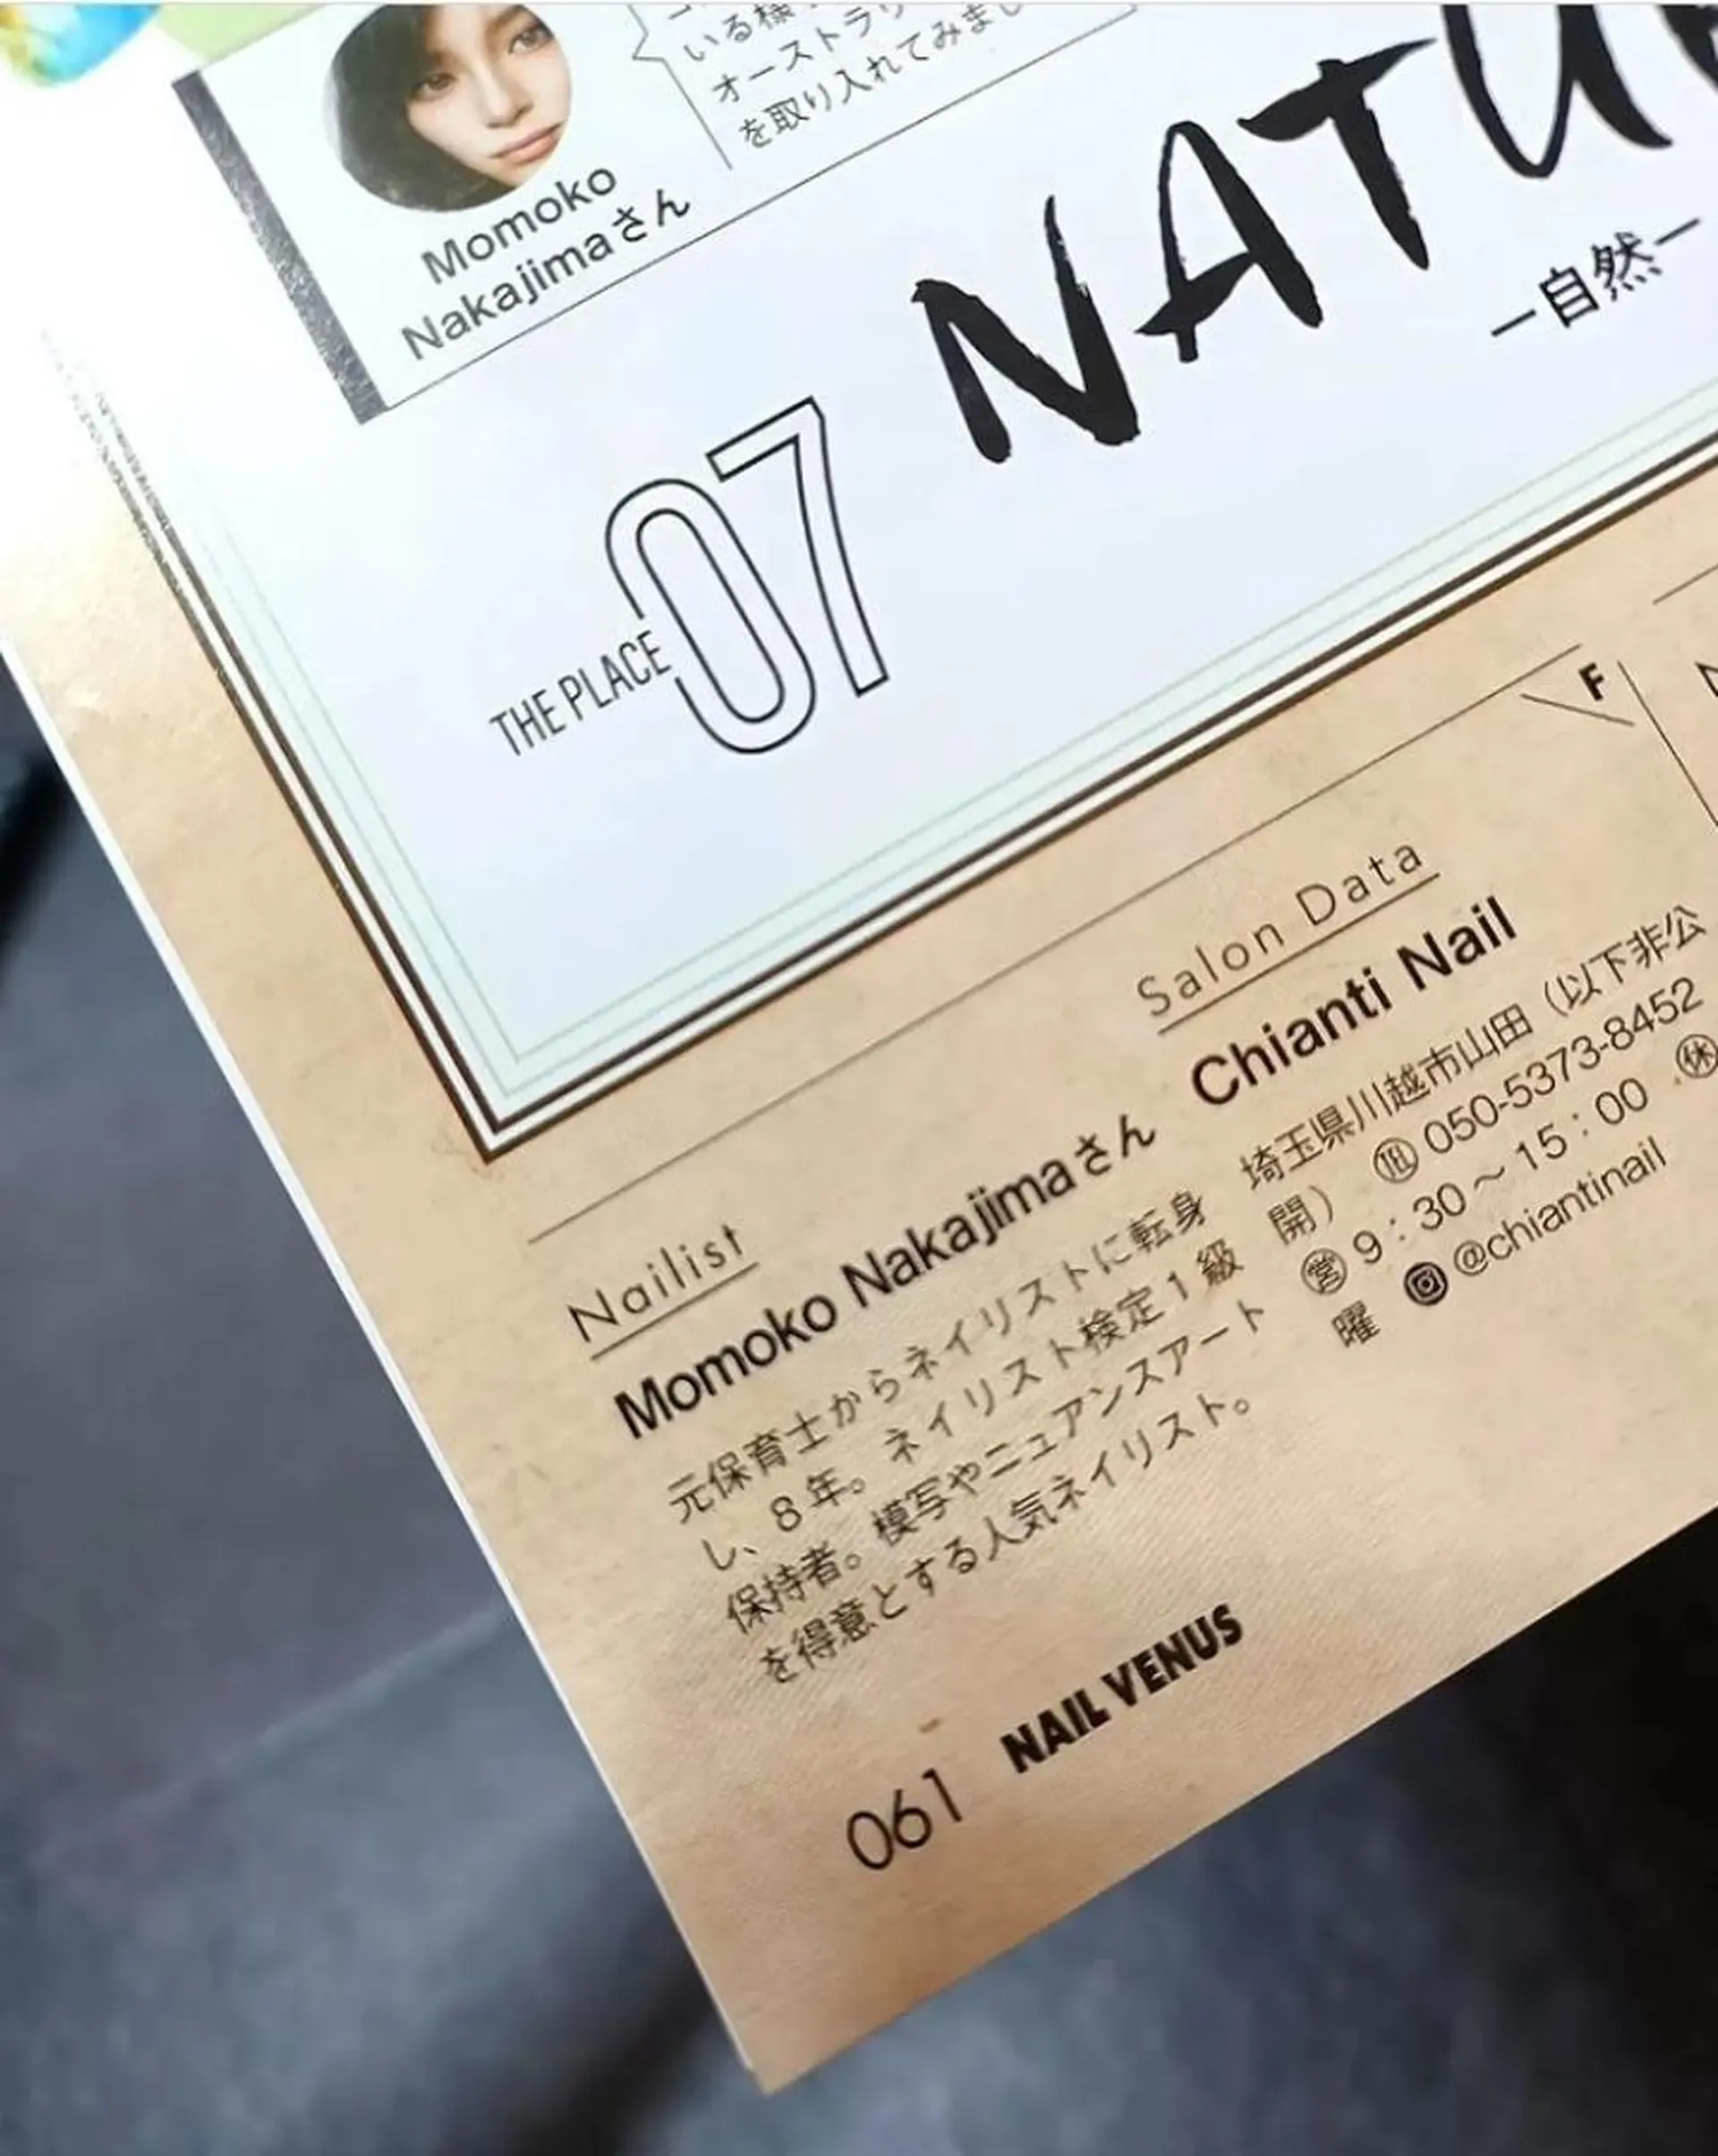 いる様
オーストラリ
を取り入れてみまし
Momoko
Nakajimaさん
NATU
ー自然ー
THE PLACE 07
F
Nailist
Momoko Nakajimaさん
元保育士からネイリストに転身
し、8年。ネイリスト検定1級
保持者。模写やニュアンスアート
を得意とする人気ネイリスト。
Salon Data
Chianti Nail
埼玉県川越市山田（以下非公
開） ℡ 050-5373-8452
営 9：30〜15：00 休
曜 @chiantinail
061 NAIL VENUS